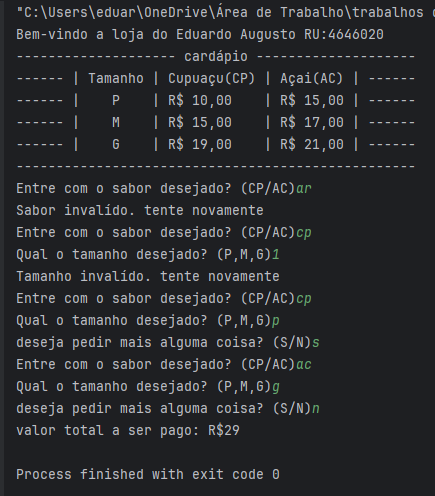 "C:\Users\eduar\OneDrive\Área de Trabalho\trabalhos
Bem-vindo a loja do Eduardo Augusto RU:4646020
-------------------- cardápio --------------------
------ | Tamanho | Cupuaçu(CP) | Açai(AC) | ------
------ |    P    | R$ 10,00    | R$ 15,00 | ------
------ |    M    | R$ 15,00    | R$ 17,00 | ------
------ |    G    | R$ 19,00    | R$ 21,00 | ------
--------------------------------------------------
Entre com o sabor desejado? (CP/AC)ar
Sabor invalído. tente novamente
Entre com o sabor desejado? (CP/AC)cp
Qual o tamanho desejado? (P,M,G)1
Tamanho invalído. tente novamente
Entre com o sabor desejado? (CP/AC)cp
Qual o tamanho desejado? (P,M,G)p
deseja pedir mais alguma coisa? (S/N)s
Entre com o sabor desejado? (CP/AC)ac
Qual o tamanho desejado? (P,M,G)g
deseja pedir mais alguma coisa? (S/N)n
valor total a ser pago: R$29
Process finished with exit code 0